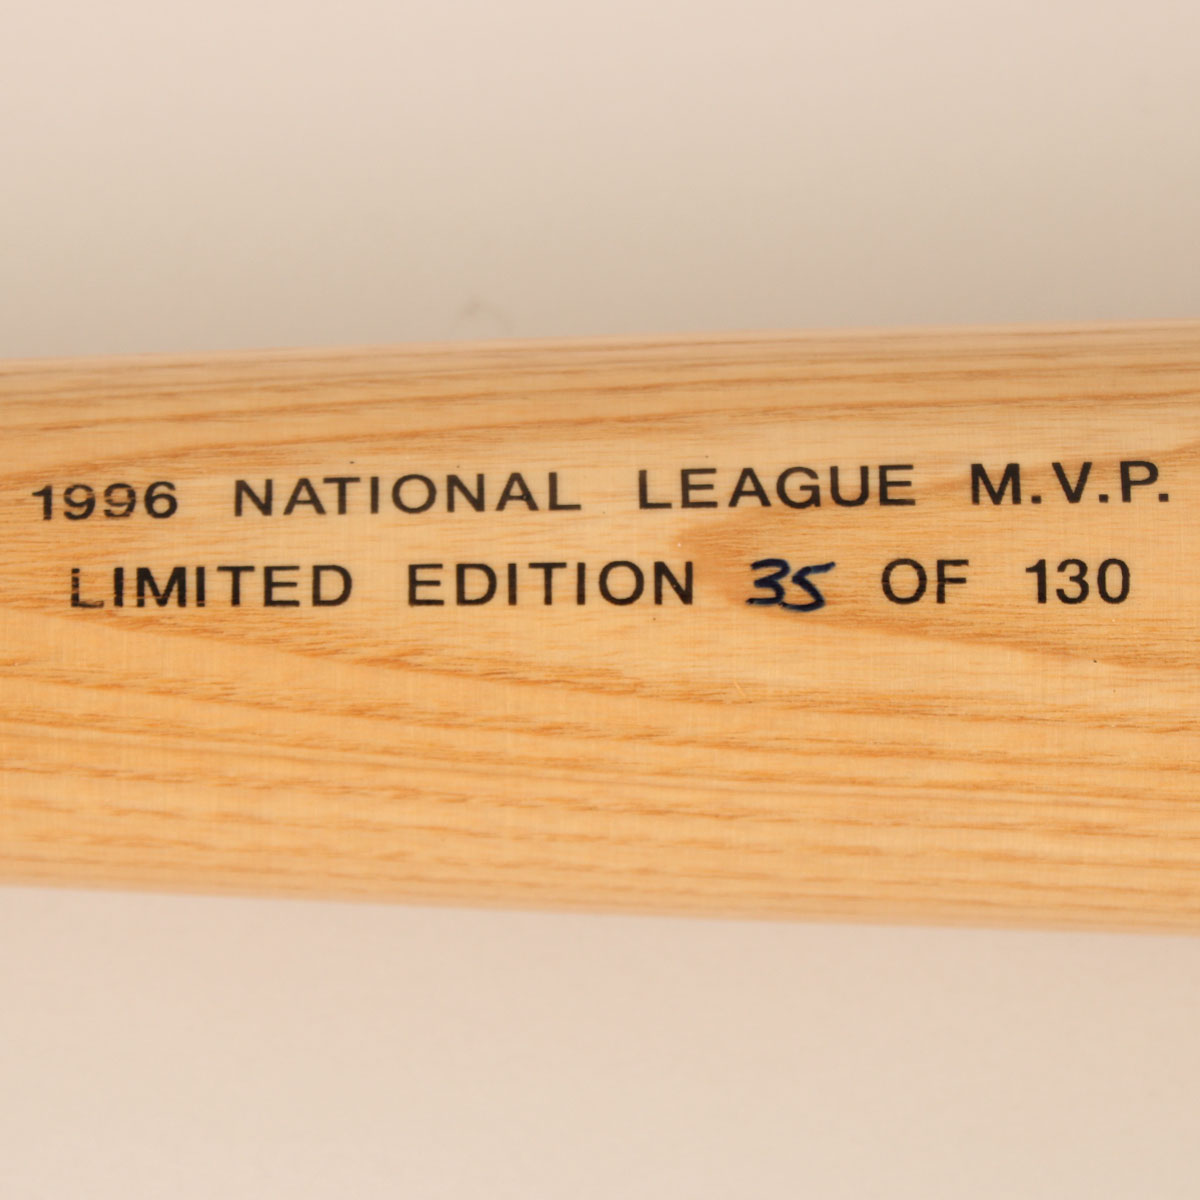 1996 NATIONAL LEAGUE M.V.P.
LIMITED EDITION 35 OF 130